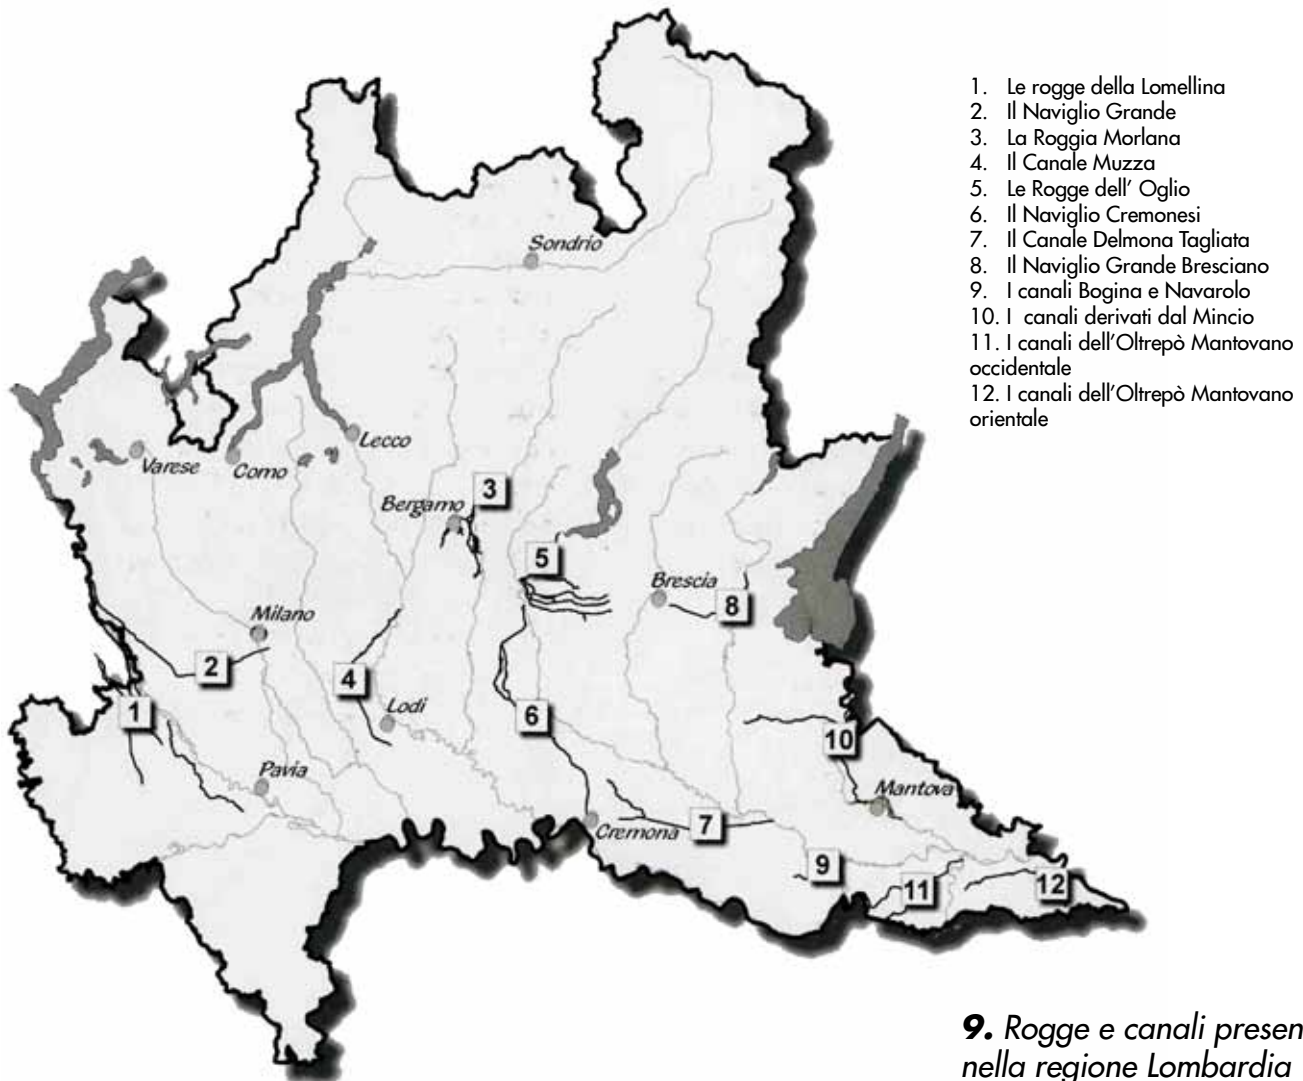 1. Le rogge della Lomellina
2. Il Naviglio Grande
3. La Roggia Morlana
4. Il Canale Muzza
5. Le Rogge dell' Oglio
6. Il Naviglio Cremonesi
7. Il Canale Delmona Tagliata
8. Il Naviglio Grande Bresciano
9. I canali Bogina e Navarolo
10. I canali derivati dal Mincio
11. I canali dell'Oltrepò Mantovano
occidentale
12. I canali dell'Oltrepò Mantovano
orientale
Sondrio
Lecco
Varese
Como
3
Bergamo
5
Brescia
8
Milano
2
4
1
Lodi
6
10
Pavia
Mantova
7
Cremona
9
11
12
9. Rogge e canali presen
nella regione Lombardia